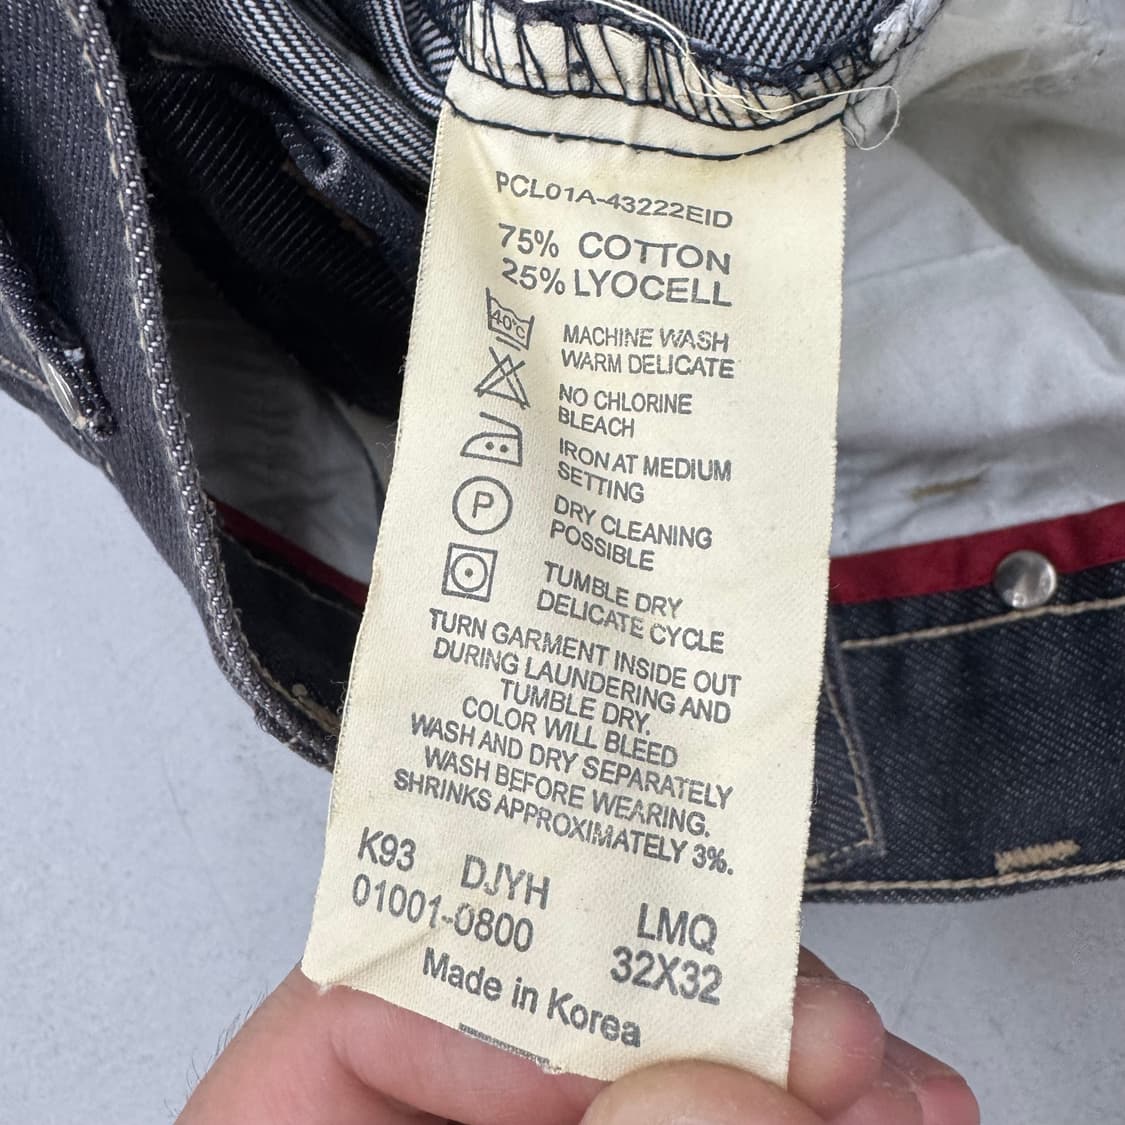 PCL01A-43222EID
75% COTTON
25% LYOCELL
40°C
MACHINE WASH
WARM DELICATE
NO CHLORINE
BLEACH
IRON AT MEDIUM
SETTING
P
DRY CLEANING
POSSIBLE
TUMBLE DRY
DELICATE CYCLE
TURN GARMENT INSIDE OUT
DURING LAUNDERING AND
TUMBLE DRY.
COLOR WILL BLEED
WASH AND DRY SEPARATELY
WASH BEFORE WEARING.
SHRINKS APPROXIMATELY 3%.
K93 DJYH LMQ
01001-0800 32X32
Made in Korea